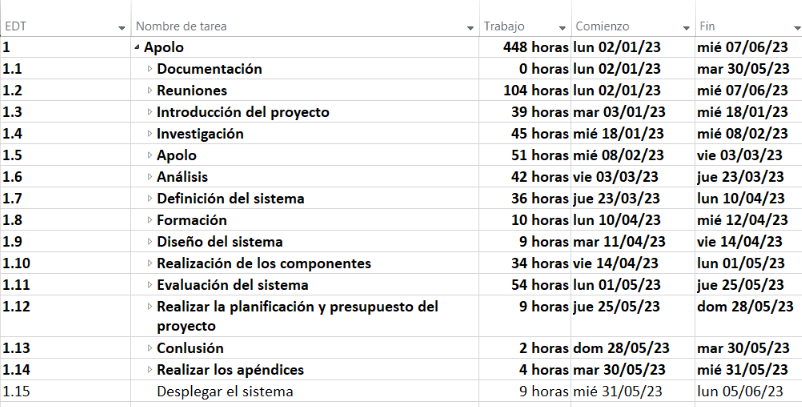 EDT Nombre de tarea Trabajo Comienzo Fin
1 Apolo 448 horas lun 02/01/23 mié 07/06/23
1.1 Documentación 0 horas lun 02/01/23 mar 30/05/23
1.2 Reuniones 104 horas lun 02/01/23 mié 07/06/23
1.3 Introducción del proyecto 39 horas mar 03/01/23 mié 18/01/23
1.4 Investigación 45 horas mié 18/01/23 mié 08/02/23
1.5 Apolo 51 horas mié 08/02/23 vie 03/03/23
1.6 Análisis 42 horas vie 03/03/23 jue 23/03/23
1.7 Definición del sistema 36 horas jue 23/03/23 lun 10/04/23
1.8 Formación 10 horas lun 10/04/23 mié 12/04/23
1.9 Diseño del sistema 9 horas mar 11/04/23 vie 14/04/23
1.10 Realización de los componentes 34 horas vie 14/04/23 lun 01/05/23
1.11 Evaluación del sistema 54 horas lun 01/05/23 jue 25/05/23
1.12 Realizar la planificación y presupuesto del 9 horas jue 25/05/23 dom 28/05/23
proyecto
1.13 Conlusión 2 horas dom 28/05/23 mar 30/05/23
1.14 Realizar los apéndices 4 horas mar 30/05/23 mié 31/05/23
1.15 Desplegar el sistema 9 horas mié 31/05/23 lun 05/06/23